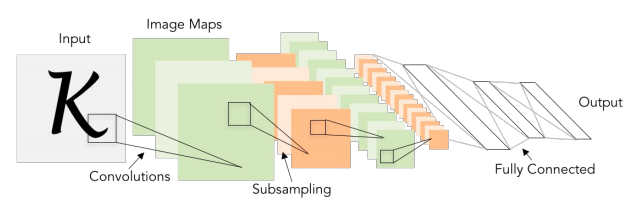 Image Maps
Input
K
Output
Fully Connected
Convolutions
Subsampling